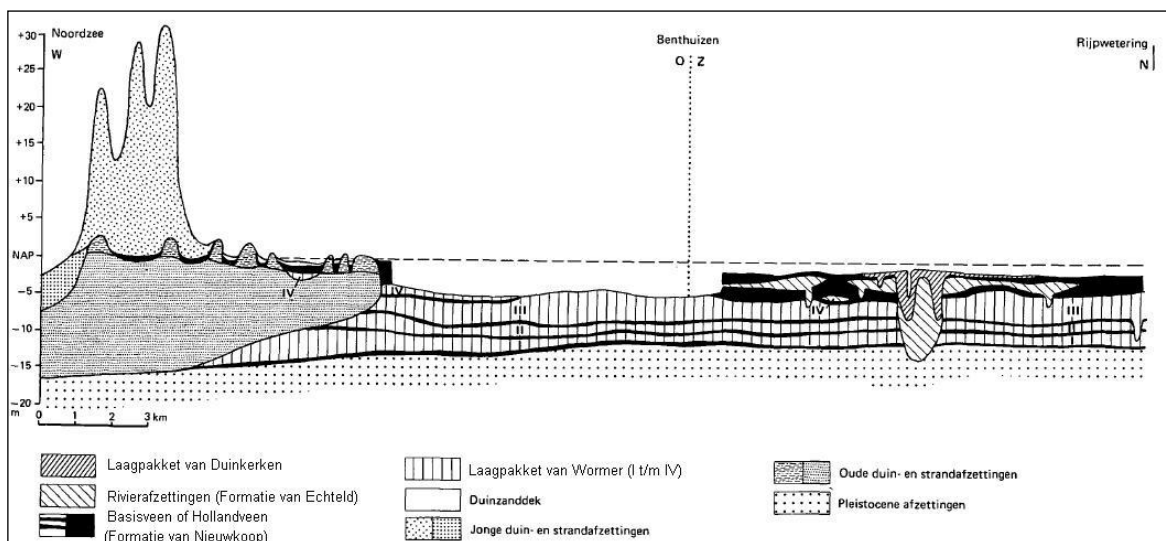 Noordzee
W
Benthuizen
O Z
Rijpwetering
N
+30
+25
+20
+15
+10
+5
NAP
-5
-10
-15
-20
m
0 1 2 3 km
IV
IV
III
II
I
IV
I
III
II
I
Laagpakket van Duinkerken
Rivierafzettingen (Formatie van Echteld)
Basisveen of Hollandveen
(Formatie van Nieuwkoop)
Laagpakket van Wormer (I t/m IV)
Duinzanddek
Jonge duin- en strandafzettingen
Oude duin- en strandafzettingen
Pleistocene afzettingen